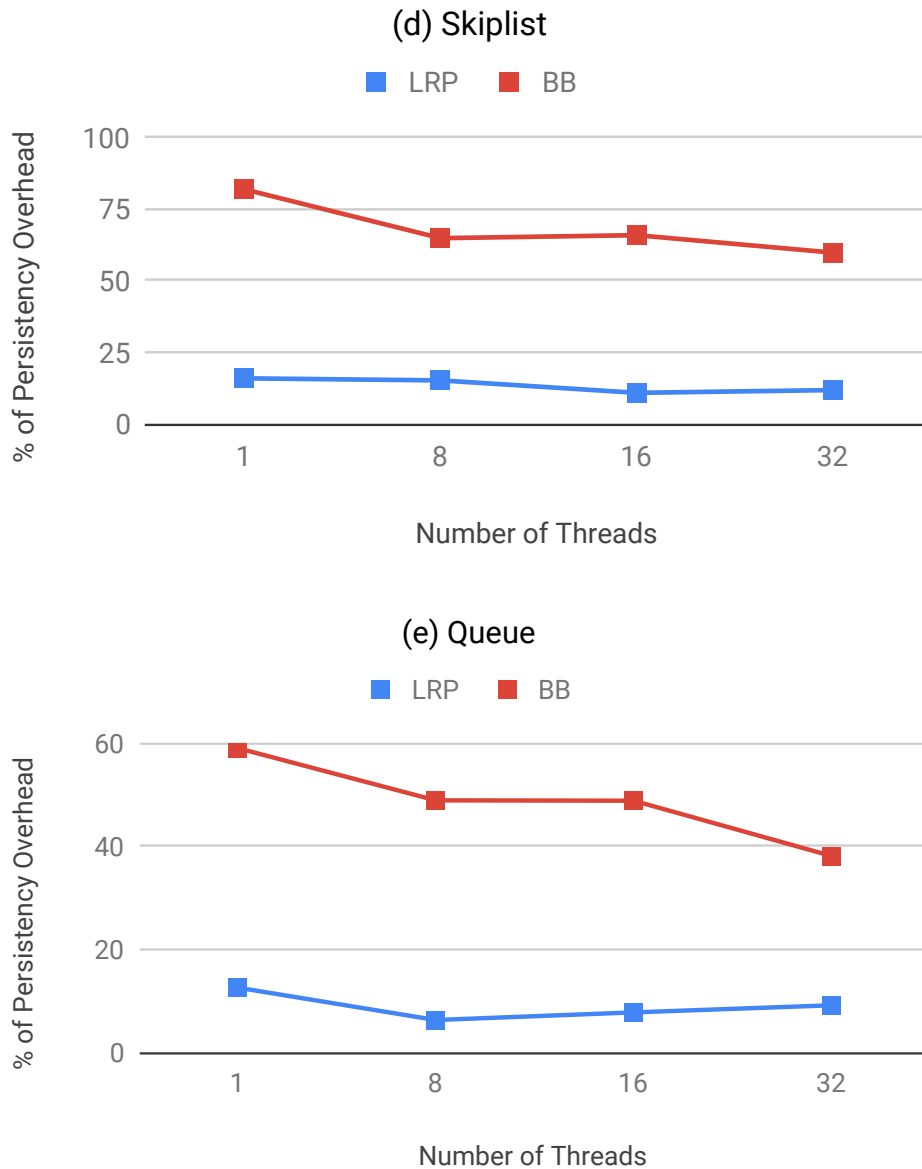 (d) Skiplist
LRP BB
% of Persistency Overhead
100
75
50
25
0
1 8 16 32
Number of Threads
(e) Queue
LRP BB
% of Persistency Overhead
60
40
20
0
1 8 16 32
Number of Threads